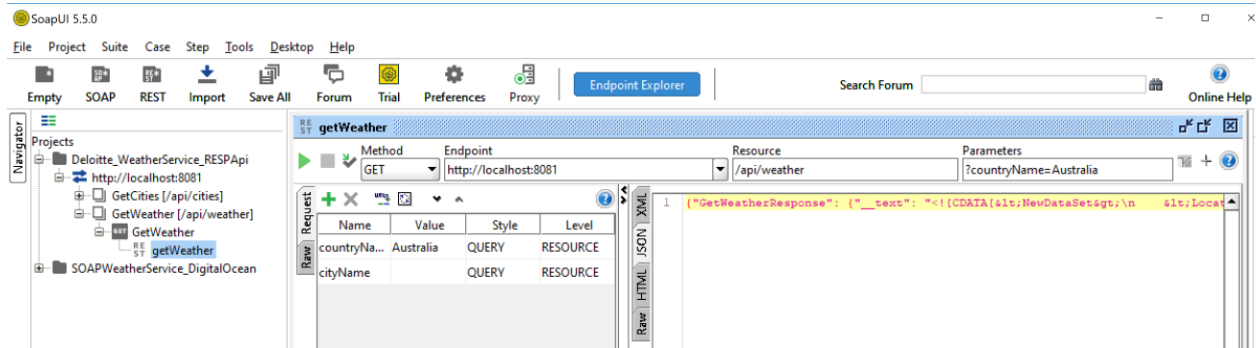 SoapUI 5.5.0
File Project Suite Case Step Tools Desktop Help
Empty SOAP REST Import Save All Forum Trial Preferences Proxy Endpoint Explorer Search Forum Online Help
Navigator
Projects
Deloitte_WeatherService_RESPApi
http://localhost:8081
GetCities [/api/cities]
GetWeather [/api/weather]
GET GetWeather
REST getWeather
SOAPWeatherService_DigitalOcean
REST getWeather
Method Endpoint Resource Parameters
GET http://localhost:8081 /api/weather ?countryName=Australia
Request
Raw
Name Value Style Level
countryNa... Australia QUERY RESOURCE
cityName QUERY RESOURCE
XML
JSON
HTML
Raw
1 {"GetWeatherResponse": {"__text": "<![CDATA[&lt;NewDataSet&gt;\n &lt;Locat